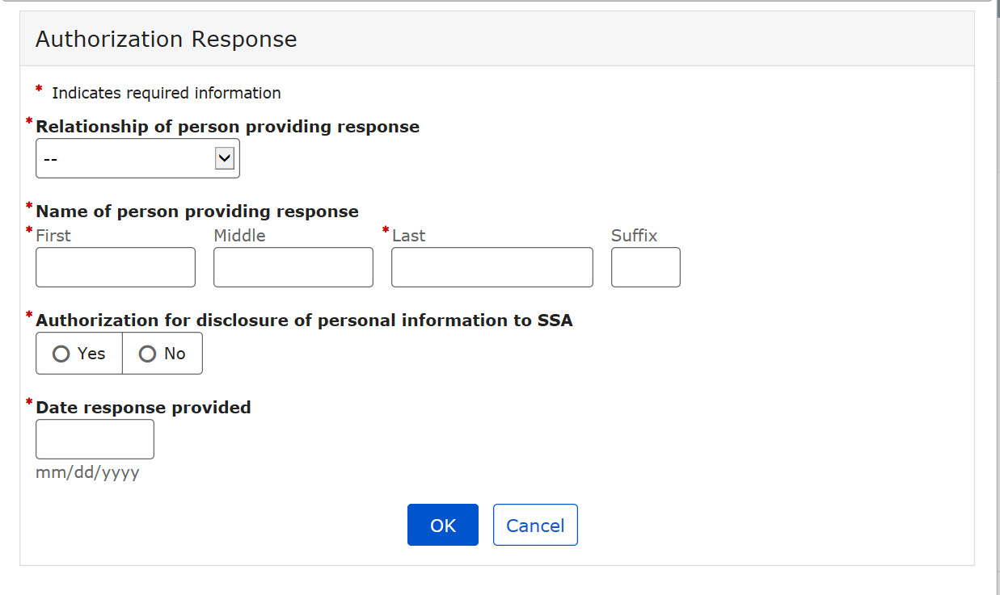 Authorization Response
* Indicates required information
*Relationship of person providing response
--
*Name of person providing response
*First Middle *Last Suffix
*Authorization for disclosure of personal information to SSA
Yes No
*Date response provided
mm/dd/yyyy
OK Cancel